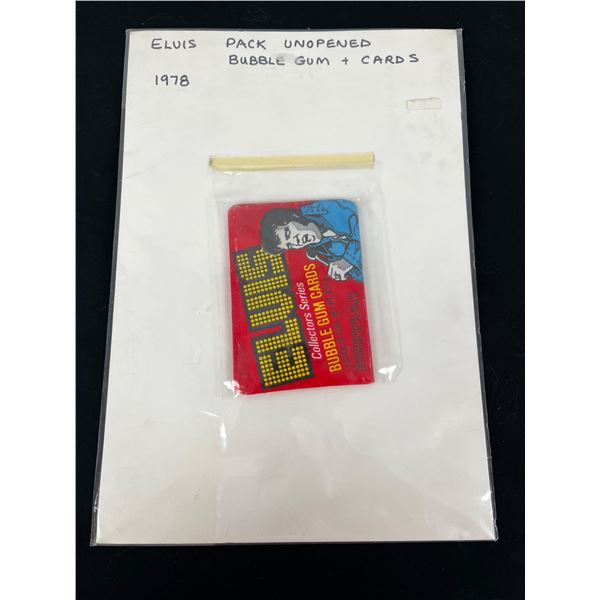 ELVIS PACK UNOPENED
BUBBLE GUM + CARDS
1978
ELVIS
Collectors Series
BUBBLE GUM CARDS